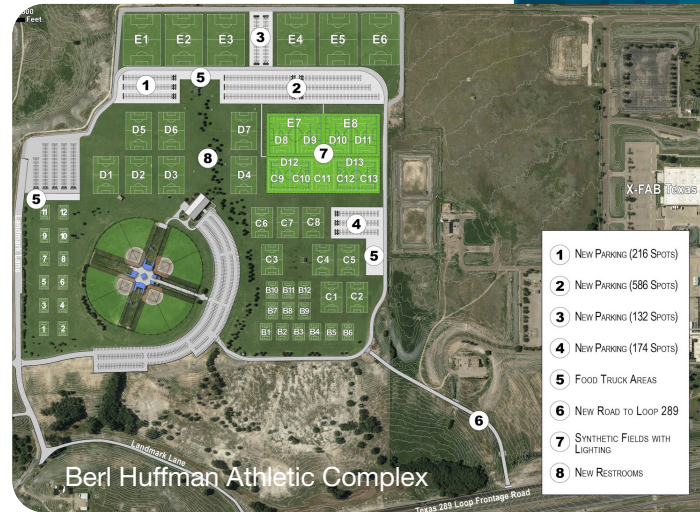 Feet
E1 E2 E3 3 E4 E5 E6
1 5 2
D5 D6 D7
E7 E8
D8 D9 D10 D11
8 7
D1 D2 D3 D4
D12 D13
C9 C10 C11 C12 C13
X-FAB Texas
5
11 12
9 10
7 8
5 6
3 4
1 2
C6 C7 C8 4
C3 C4 C5 5
B10 B11 B12
B7 B8 B9
C1 C2
B1 B2 B3 B4 B5 B6
6
Landmark Lane
Texas 289 Loop Frontage Road
Berl Huffman Athletic Complex
1 New Parking (216 Spots)
2 New Parking (586 Spots)
3 New Parking (132 Spots)
4 New Parking (174 Spots)
5 Food Truck Areas
6 New Road to Loop 289
7 Synthetic Fields with
Lighting
8 New Restrooms